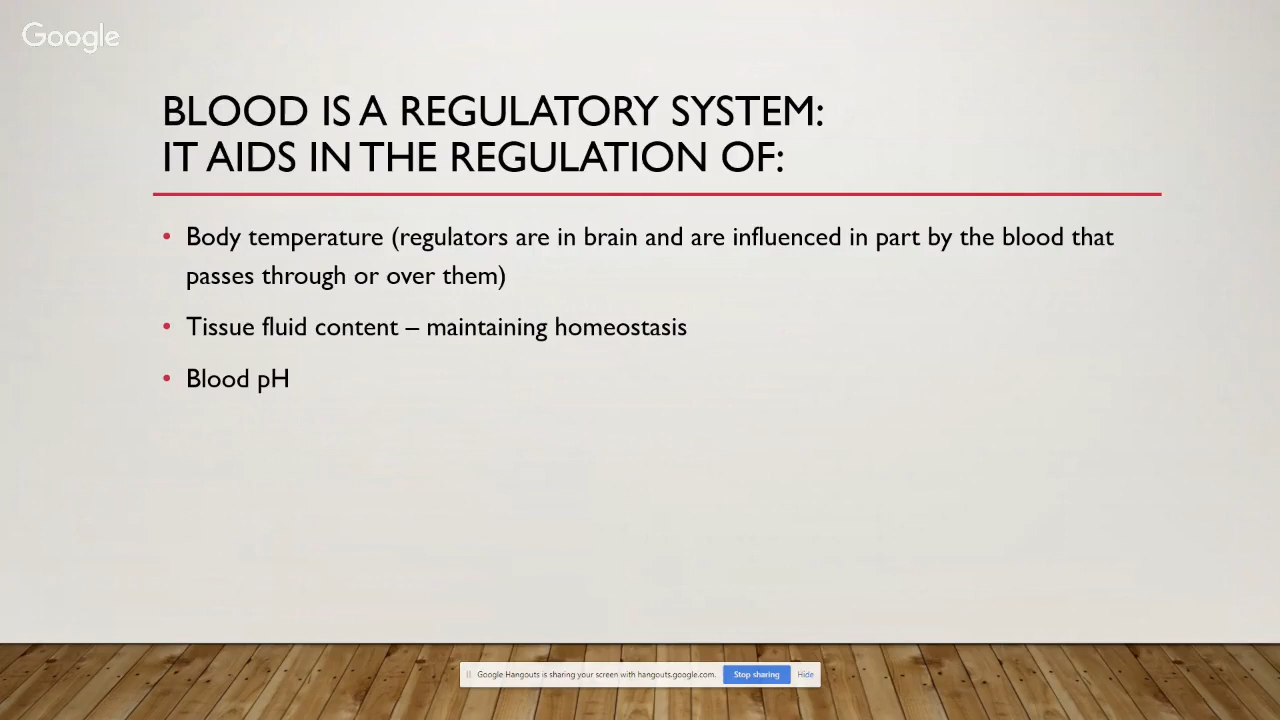 Google
BLOOD IS A REGULATORY SYSTEM:
IT AIDS IN THE REGULATION OF:
• Body temperature (regulators are in brain and are influenced in part by the blood that
passes through or over them)
• Tissue fluid content – maintaining homeostasis
• Blood pH
Google Hangouts is sharing your screen with hangouts.google.com. Stop sharing Hide